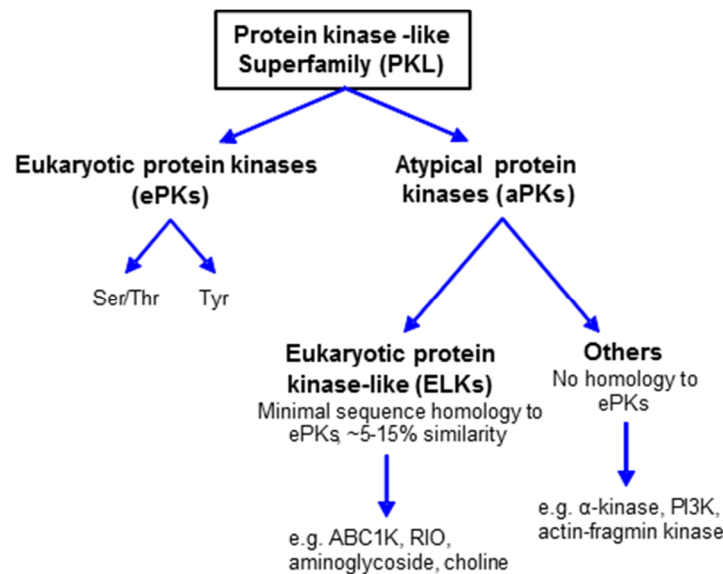 Protein kinase -like
Superfamily (PKL)
Eukaryotic protein kinases
(ePKs)
Atypical protein
kinases (aPKs)
Ser/Thr
Tyr
Eukaryotic protein
kinase-like (ELKs)
Minimal sequence homology to
ePKs, ~5-15% similarity
Others
No homology to
ePKs
e.g. ABC1K, RIO,
aminoglycoside, choline
e.g. α-kinase, PI3K,
actin-fragmin kinase